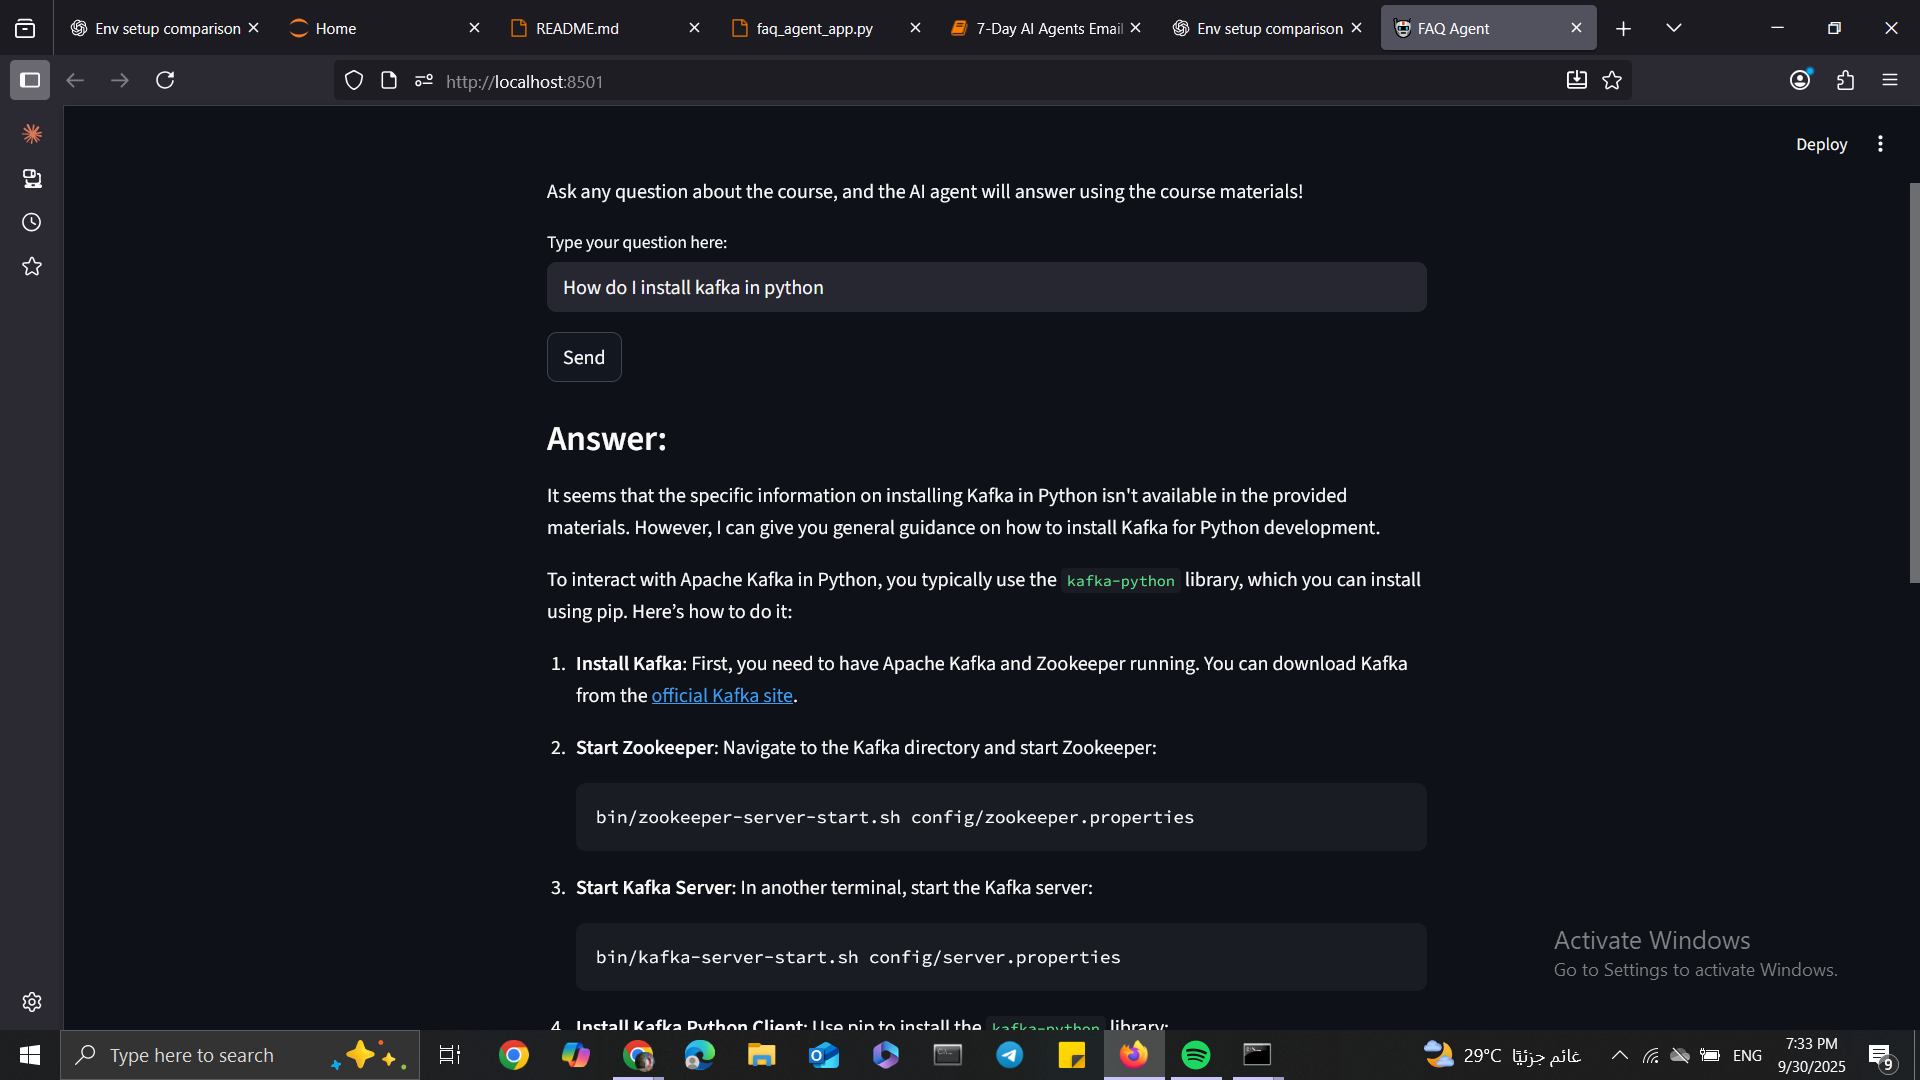 Env setup comparison
Home
README.md
faq_agent_app.py
7-Day AI Agents Email
Env setup comparison
FAQ Agent
http://localhost:8501
Deploy
Ask any question about the course, and the AI agent will answer using the course materials!
Type your question here:
How do I install kafka in python
Send
Answer:
It seems that the specific information on installing Kafka in Python isn't available in the provided
materials. However, I can give you general guidance on how to install Kafka for Python development.
To interact with Apache Kafka in Python, you typically use the kafka-python library, which you can install
using pip. Here’s how to do it:
1. Install Kafka: First, you need to have Apache Kafka and Zookeeper running. You can download Kafka
from the official Kafka site.
2. Start Zookeeper: Navigate to the Kafka directory and start Zookeeper:
bin/zookeeper-server-start.sh config/zookeeper.properties
3. Start Kafka Server: In another terminal, start the Kafka server:
bin/kafka-server-start.sh config/server.properties
4. Install Kafka Python Client: Use pip to install the kafka-python library:
Activate Windows
Go to Settings to activate Windows.
Type here to search
29°C غائم جزئيًا
ENG
7:33 PM
9/30/2025
9